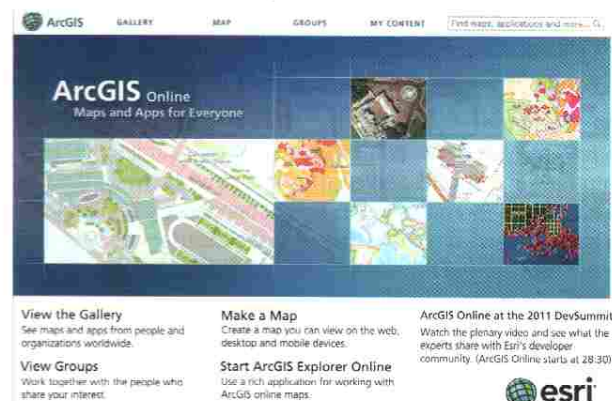 ArcGIS GALLERY MAP GROUPS MY CONTENT Find maps, applications and more...
ArcGIS Online
Maps and Apps for Everyone
View the Gallery
See maps and apps from people and
organizations worldwide.
View Groups
Work together with the people who
share your interest.
Make a Map
Create a map you can view on the web,
desktop and mobile devices.
Start ArcGIS Explorer Online
Use a rich application for working with
ArcGIS online maps.
ArcGIS Online at the 2011 DevSummit
Watch the plenary video and see what the
experts share with Esri's developer
community. (ArcGIS Online starts at 28:30)
esri